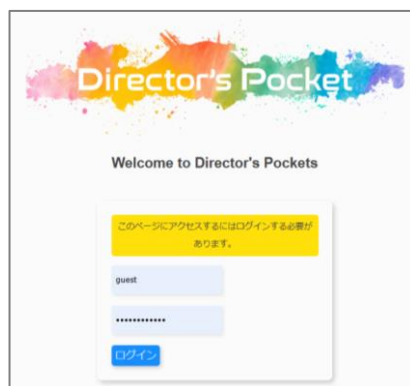 Director's Pocket
Welcome to Director's Pockets
このページにアクセスするにはログインする必要が
あります。
guest
••••••••••••
ログイン